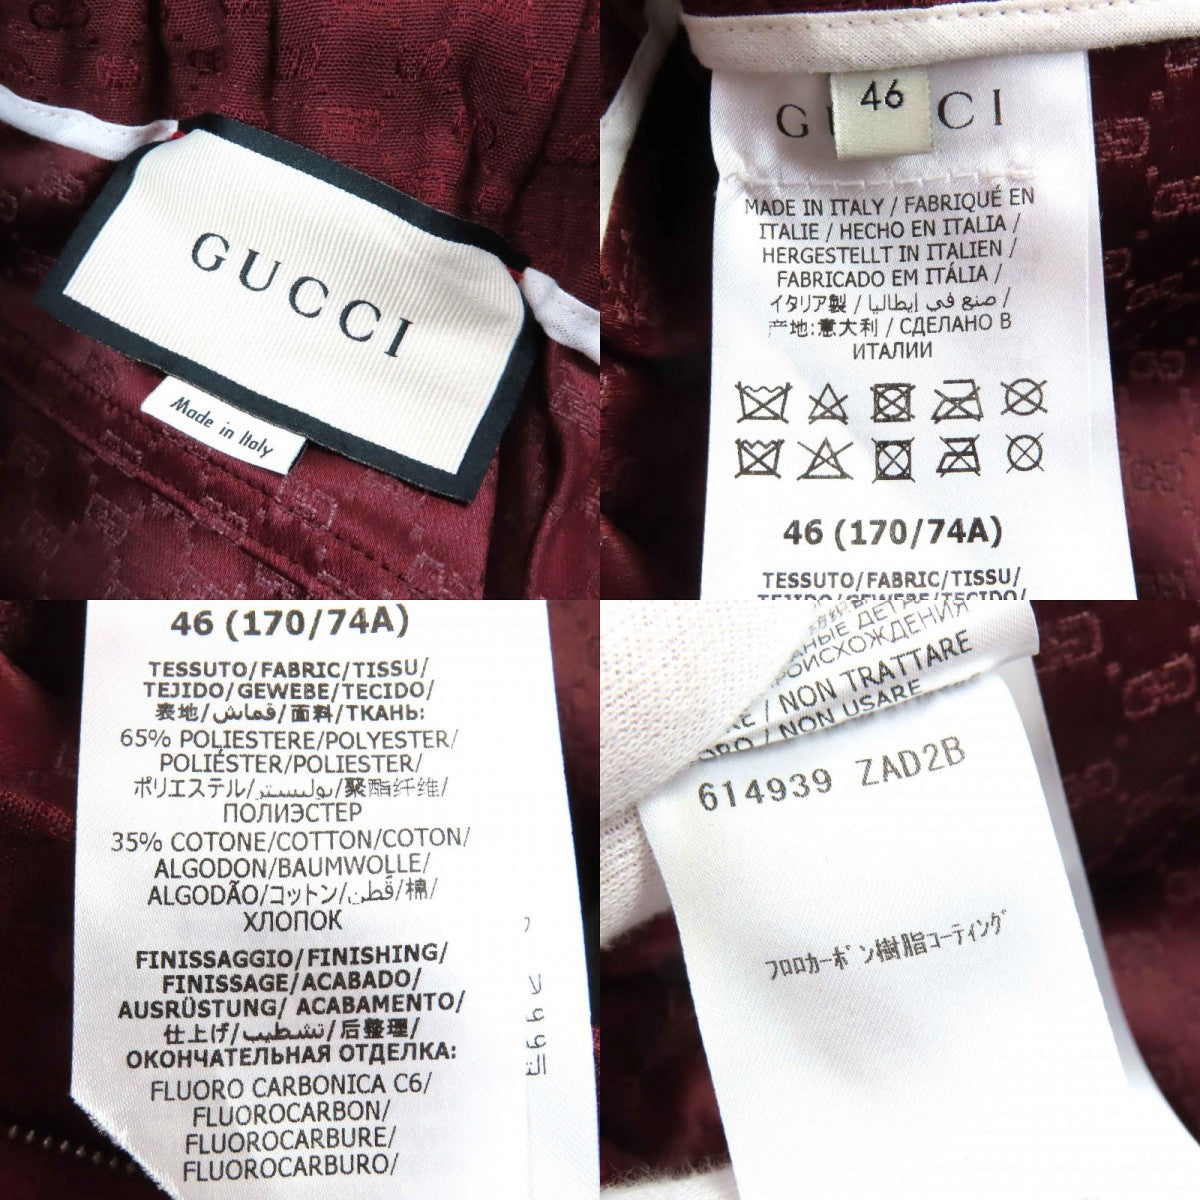 GUCCI
Made in Italy
46
GUCCI
MADE IN ITALY / FABRIQUÉ EN
ITALIE / HECHO EN ITALIA /
HERGESTELLT IN ITALIEN /
FABRICADO EM ITÁLIA /
イタリア製 / صنع في إيطاليا /
产地:意大利 / СДЕЛАНО В
ИТАЛИИ
46 (170/74A)
TESSUTO/FABRIC/TISSU/
TEJIDO/GEWEBE/TECIDO/
46 (170/74A)
TESSUTO/FABRIC/TISSU/
TEJIDO/GEWEBE/TECIDO/
表地/قماش/面料/ТКАНЬ:
65% POLIESTERE/POLYESTER/
POLIÉSTER/POLIESTER/
ポリエステル/بوليستر/聚酯纤维/
ПОЛИЭСТЕР
35% COTONE/COTTON/COTON/
ALGODON/BAUMWOLLE/
ALGODÃO/コットン/قطن/棉/
ХЛОПОК
FINISSAGGIO/FINISHING/
FINISSAGE/ACABADO/
AUSRÜSTUNG/ACABAMENTO/
仕上げ/تشطيب/后整理/
ОКОНЧАТЕЛЬНАЯ ОТДЕЛКА:
FLUORO CARBONICA C6/
FLUOROCARBON/
FLUOROCARBURE/
FLUOROCARBURO/
ДЕТА
ОИСХОЖДЕНИЯ
/ NON TRATTARE
/ NON USARE
614939 ZAD2B
フロロカーボン樹脂コーティング